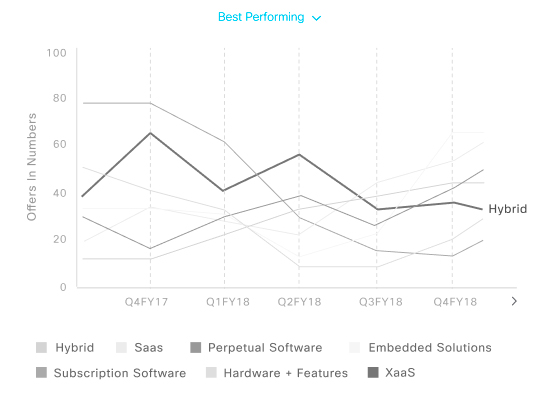 Best Performing
100
80
60
40
20
0
Offers In Numbers
Hybrid
Q4FY17 Q1FY18 Q2FY18 Q3FY18 Q4FY18
Hybrid Saas Perpetual Software Embedded Solutions
Subscription Software Hardware + Features XaaS